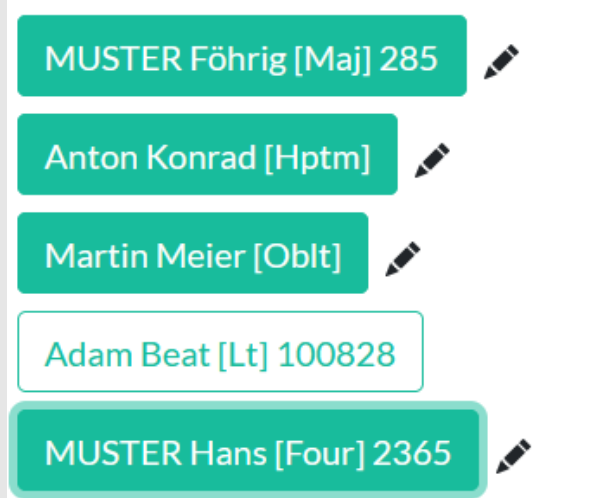 MUSTER Föhrig [Maj] 285
Anton Konrad [Hptm]
Martin Meier [Oblt]
Adam Beat [Lt] 100828
MUSTER Hans [Four] 2365